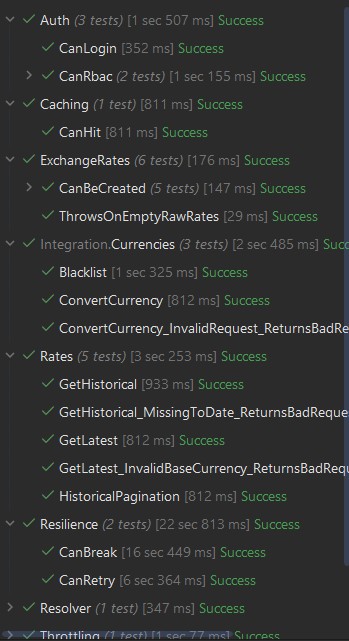 Auth (3 tests) [1 sec 507 ms] Success
CanLogin [352 ms] Success
CanRbac (2 tests) [1 sec 155 ms] Success
Caching (1 test) [811 ms] Success
CanHit [811 ms] Success
ExchangeRates (6 tests) [176 ms] Success
CanBeCreated (5 tests) [147 ms] Success
ThrowsOnEmptyRawRates [29 ms] Success
Integration.Currencies (3 tests) [2 sec 485 ms] Succ
Blacklist [1 sec 325 ms] Success
ConvertCurrency [812 ms] Success
ConvertCurrency_InvalidRequest_ReturnsBadRe
Rates (5 tests) [3 sec 253 ms] Success
GetHistorical [933 ms] Success
GetHistorical_MissingToDate_ReturnsBadReque
GetLatest [812 ms] Success
GetLatest_InvalidBaseCurrency_ReturnsBadRequ
HistoricalPagination [812 ms] Success
Resilience (2 tests) [22 sec 813 ms] Success
CanBreak [16 sec 449 ms] Success
CanRetry [6 sec 364 ms] Success
Resolver (1 test) [347 ms] Success
Throttling (1 test) [1 sec 77 ms] Success